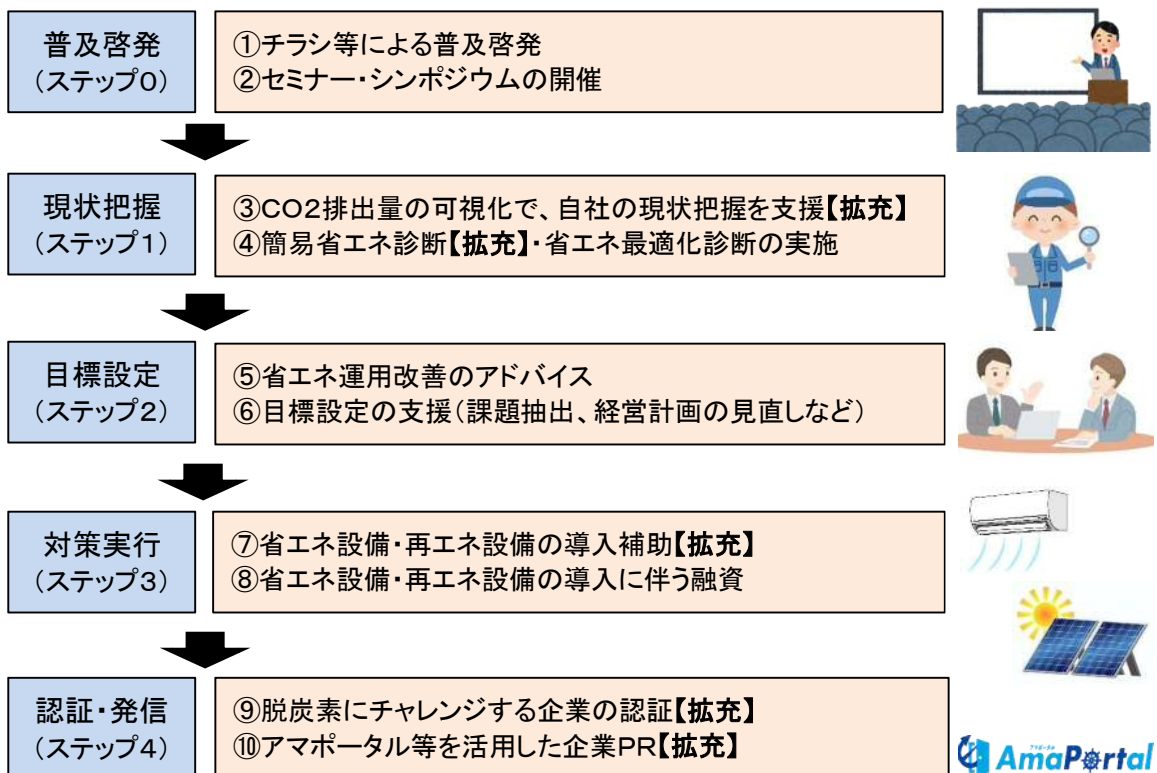 普及啓発
(ステップ0)
①チラシ等による普及啓発
②セミナー・シンポジウムの開催
現状把握
(ステップ1)
③CO2排出量の可視化で、自社の現状把握を支援【拡充】
④簡易省エネ診断【拡充】・省エネ最適化診断の実施
目標設定
(ステップ2)
⑤省エネ運用改善のアドバイス
⑥目標設定の支援(課題抽出、経営計画の見直しなど)
対策実行
(ステップ3)
⑦省エネ設備・再エネ設備の導入補助【拡充】
⑧省エネ設備・再エネ設備の導入に伴う融資
認証・発信
(ステップ4)
⑨脱炭素にチャレンジする企業の認証【拡充】
⑩アマポータル等を活用した企業PR【拡充】
アマポータル
AmaPortal